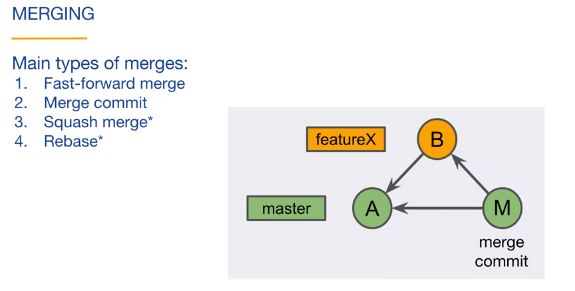 MERGING
Main types of merges:
1. Fast-forward merge
2. Merge commit
3. Squash merge*
4. Rebase*
featureX
B
master
A
M
merge
commit